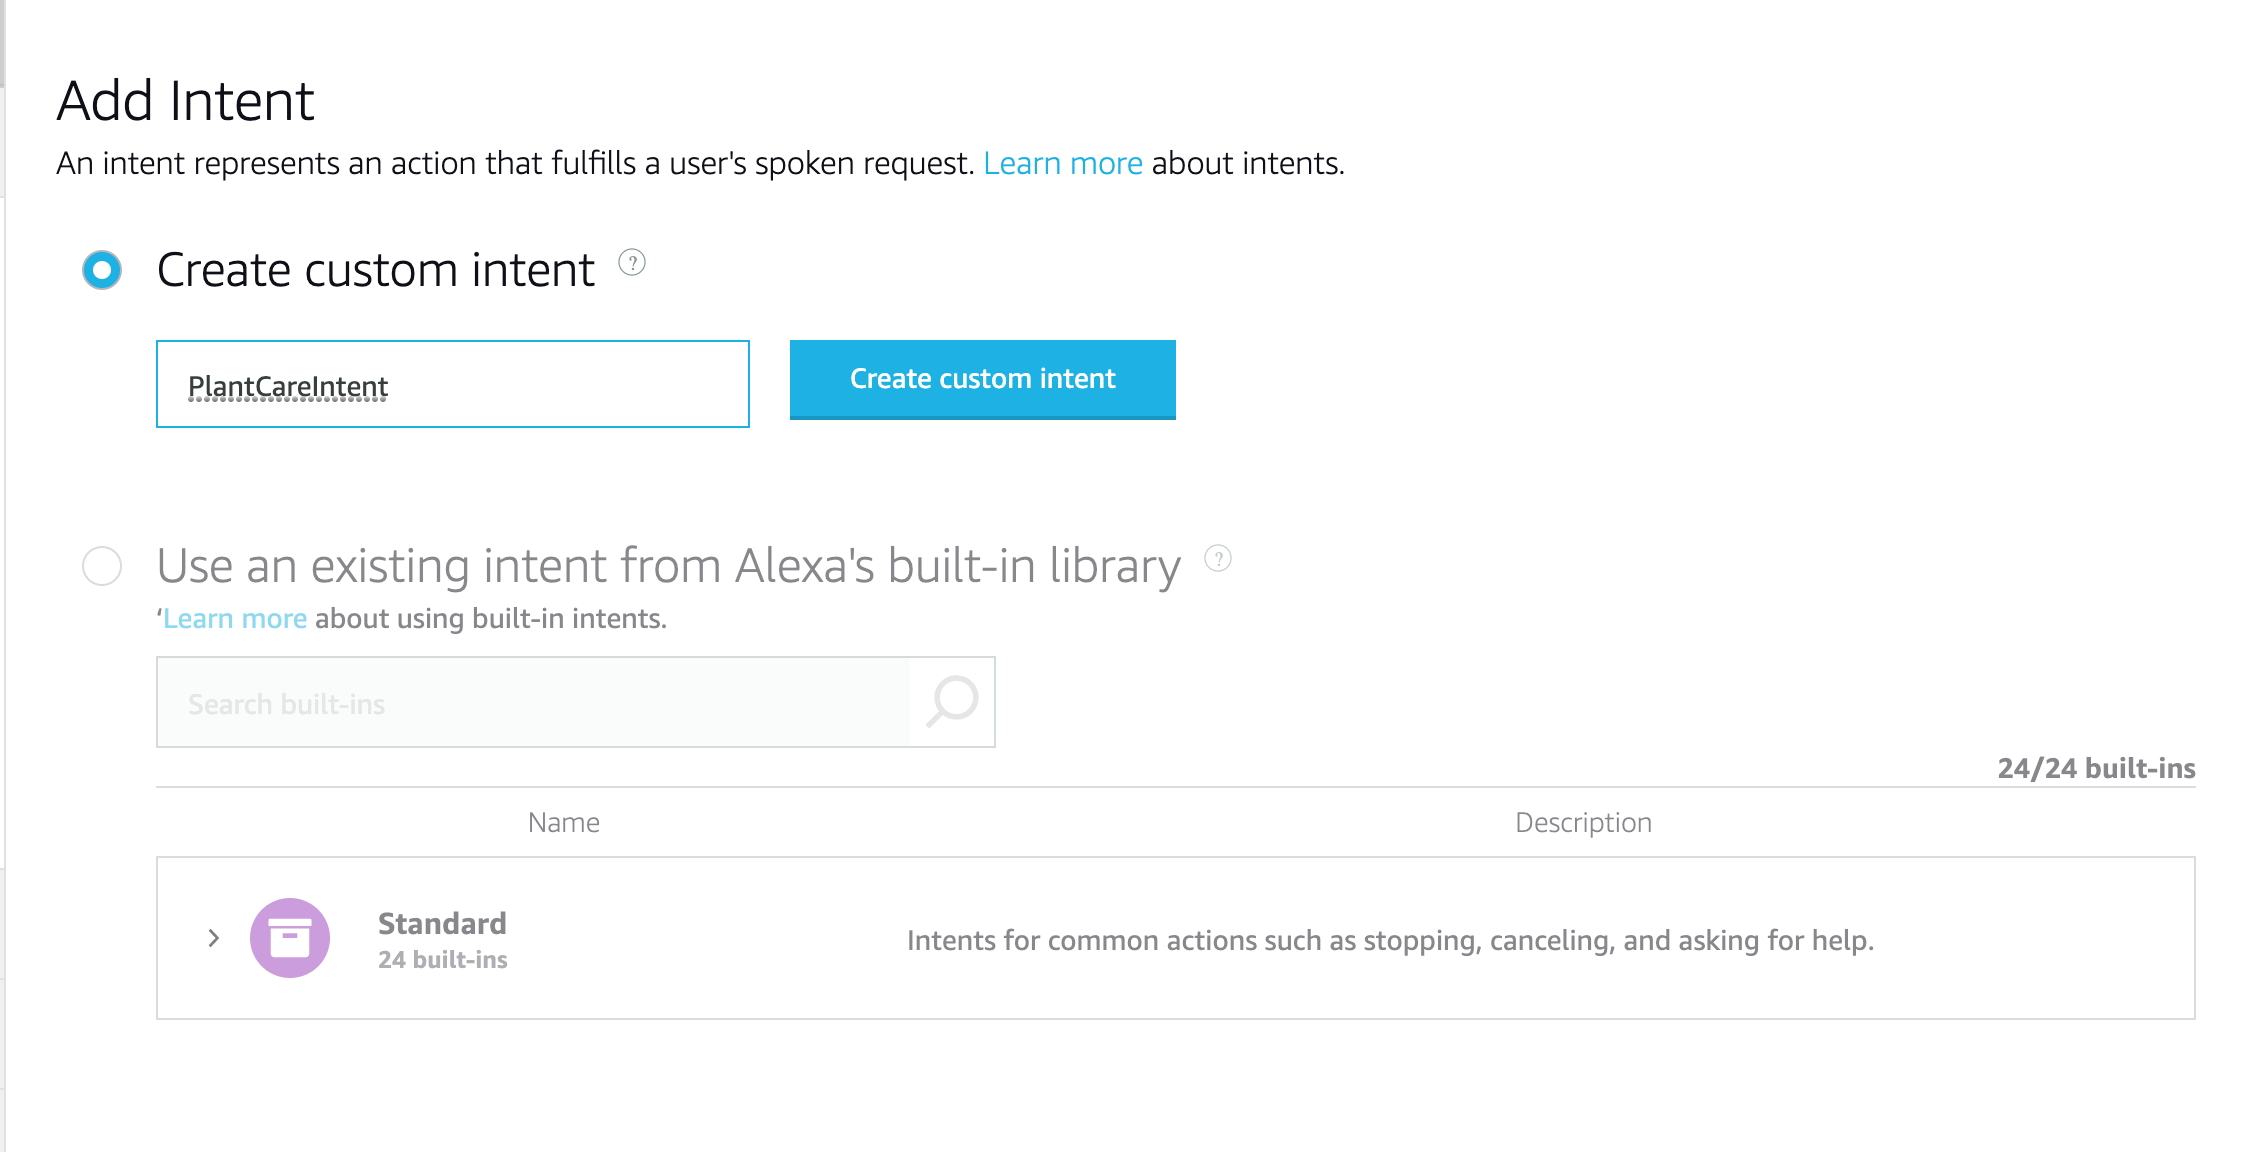 Add Intent
An intent represents an action that fulfills a user's spoken request. Learn more about intents.
Create custom intent ?
PlantCareIntent
Create custom intent
Use an existing intent from Alexa's built-in library ?
‘Learn more about using built-in intents.
Search built-ins
24/24 built-ins
Name Description
Standard
24 built-ins
Intents for common actions such as stopping, canceling, and asking for help.